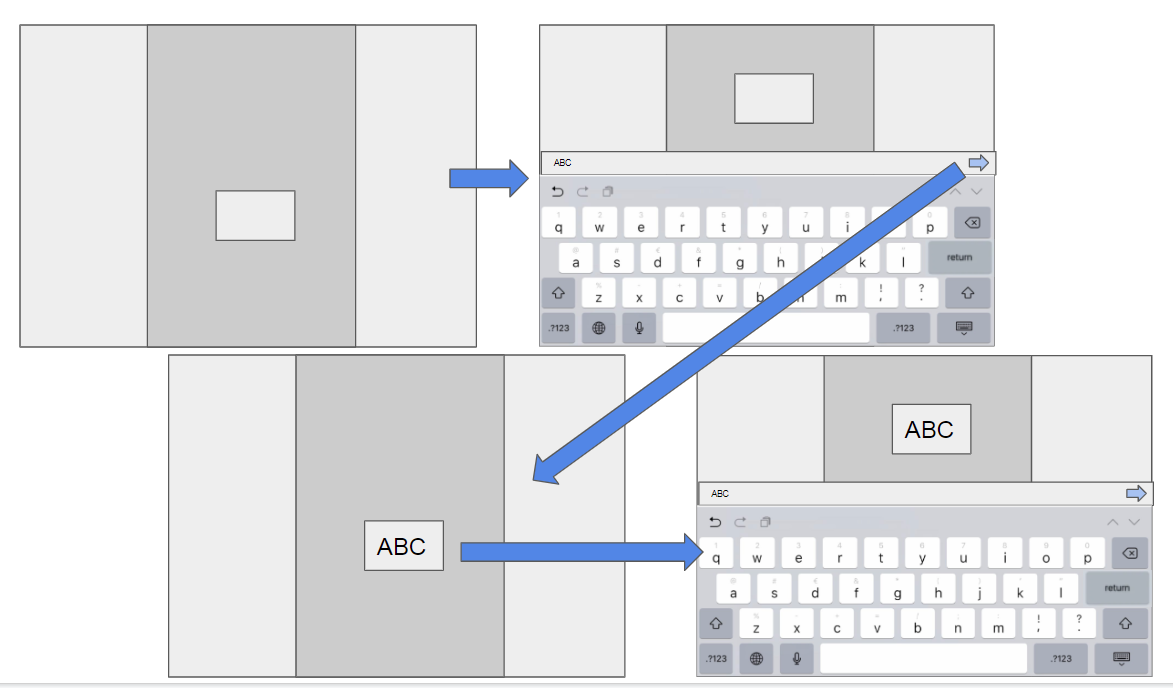 ABC
1 2 3 4 5 6 7 8 0
q w e r t y u i p
a s d f g h k l return
! ?
z x c v b n m , .
.?123 .?123
ABC
ABC
ABC
1 2 3 4 5 6 7 8 9 0
q w e r t y u i o p
a s d f g h j k l return
! ?
z x c v b n m , .
.?123 .?123